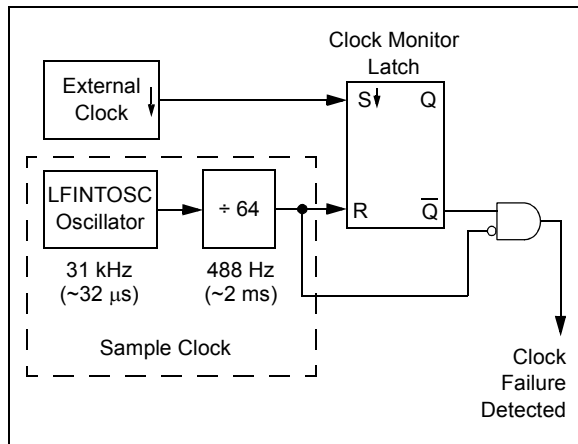 Clock Monitor
Latch
External
Clock
S
Q
LFINTOSC
Oscillator
÷ 64
R
Q̅
31 kHz
(~32 μs)
488 Hz
(~2 ms)
Sample Clock
Clock
Failure
Detected